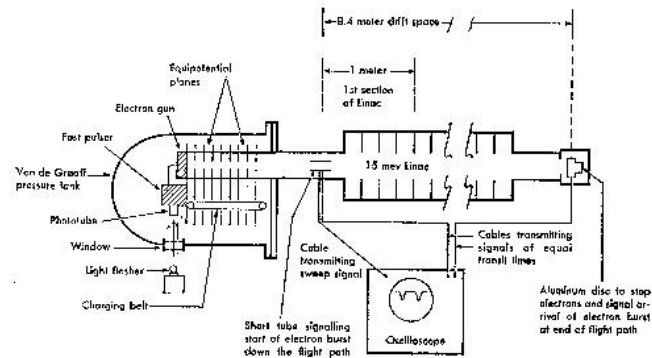 8.4 meter drift space
1 meter
1st section
of Linac
Equipotential
planes
Electron gun
Fast pulser
Van de Graaff
pressure tank
Phototube
Window
Light flasher
Charging belt
15 mev Linac
Cable
transmitting
sweep signal
Cables transmitting
signals of equal
transit times
Short tube signalling
start of electron burst
down the flight path
Oscilloscope
Aluminum disc to stop
electrons and signal ar-
rival of electron burst
at end of flight path